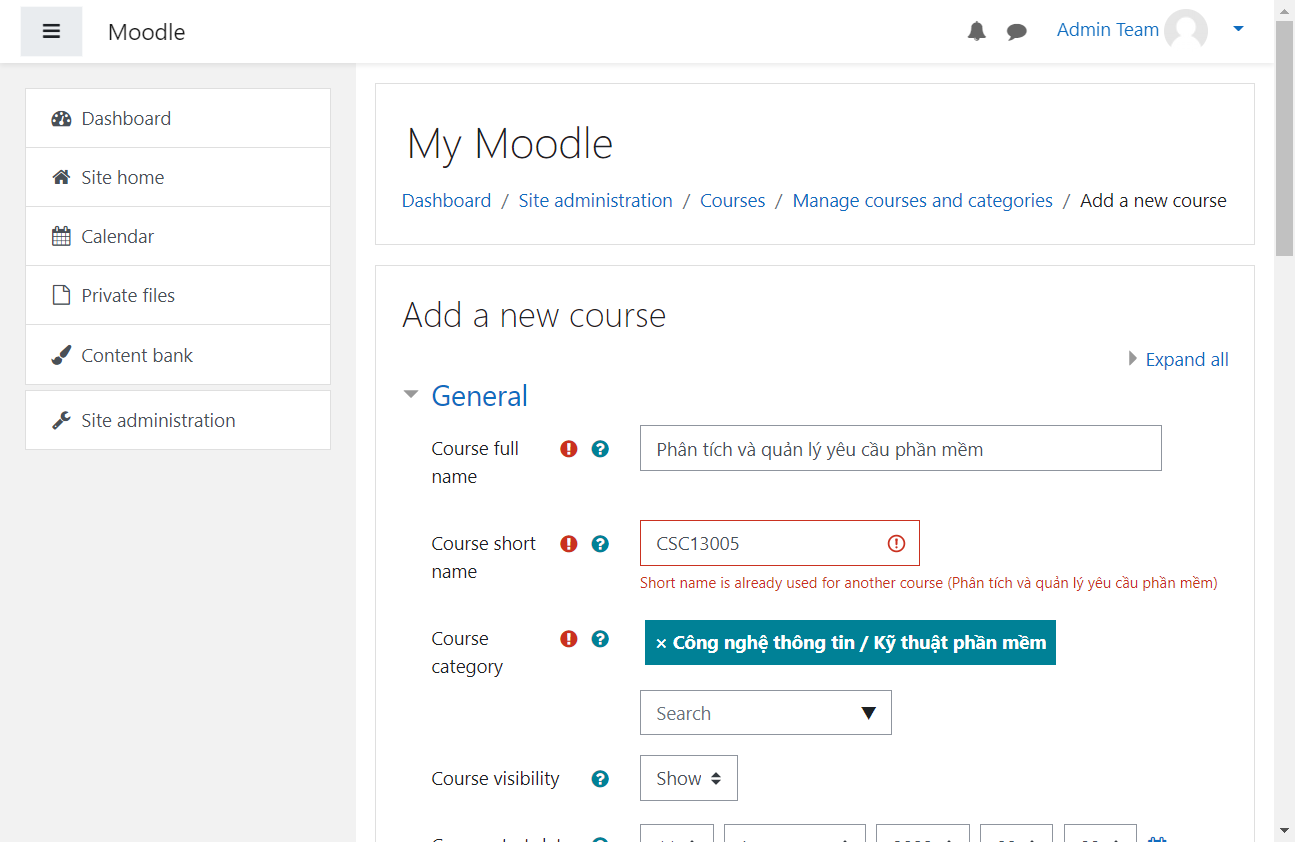 Moodle
Admin Team
Dashboard
Site home
Calendar
Private files
Content bank
Site administration
My Moodle
Dashboard / Site administration / Courses / Manage courses and categories / Add a new course
Add a new course
Expand all
General
Course full name
Phân tích và quản lý yêu cầu phần mềm
Course short name
CSC13005
Short name is already used for another course (Phân tích và quản lý yêu cầu phần mềm)
Course category
× Công nghệ thông tin / Kỹ thuật phần mềm
Search
Course visibility
Show